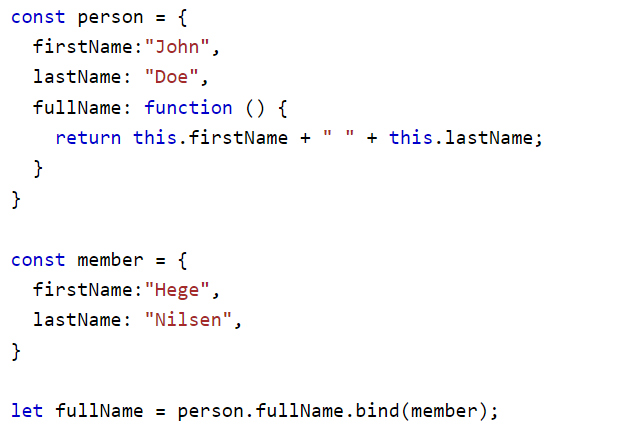 const person = {
  firstName:"John",
  lastName: "Doe",
  fullName: function () {
    return this.firstName + " " + this.lastName;
  }
}

const member = {
  firstName:"Hege",
  lastName: "Nilsen",
}

let fullName = person.fullName.bind(member);